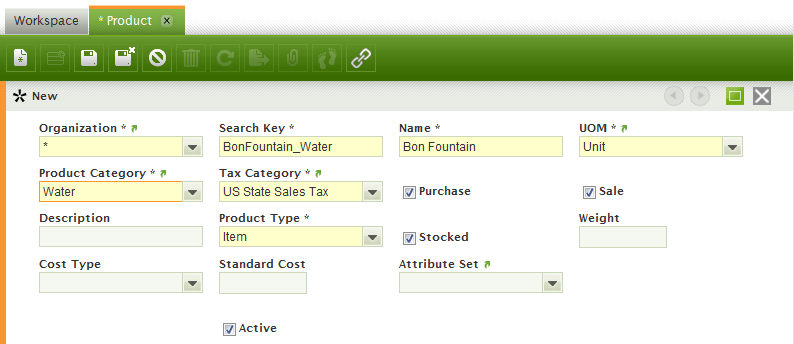 Workspace * Product
New
Organization * Search Key * Name * UOM *
* BonFountain_Water Bon Fountain Unit
Product Category * Tax Category *
Water US State Sales Tax Purchase Sale
Description Product Type * Weight
Item Stocked
Cost Type Standard Cost Attribute Set
Active